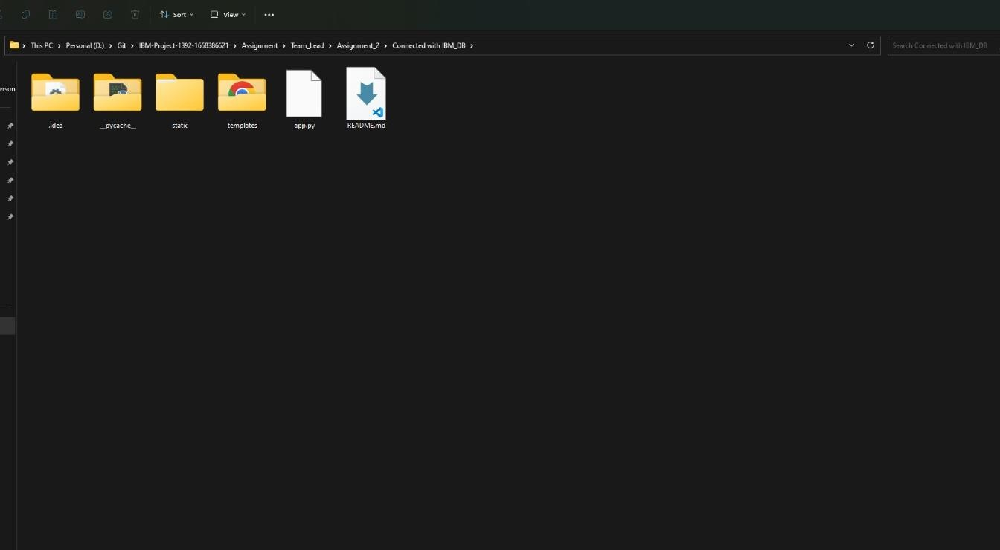 Sort View
This PC Personal (D:) Git IBM-Project-1392-1658386621 Assignment Team_Lead Assignment_2 Connected with IBM_DB
Search Connected with IBM_DB
erson
.idea __pycache__ static templates app.py README.md